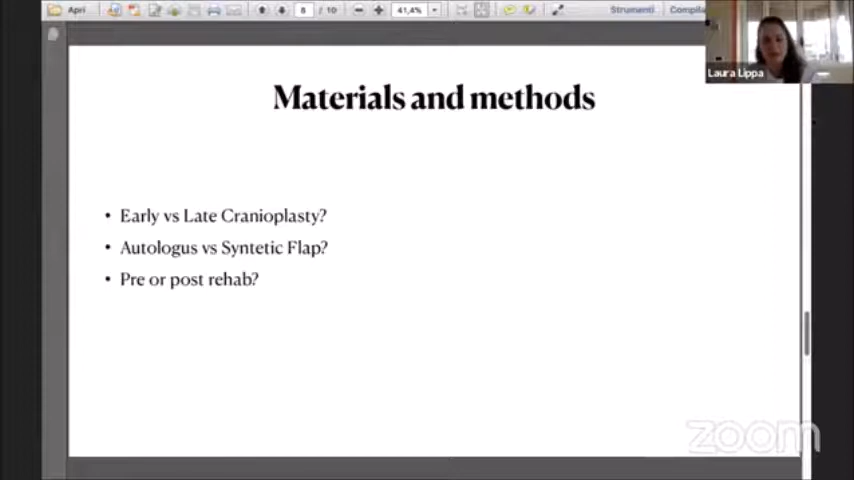 Apri 8 / 10 41,4% Strumenti Compila
Laura Lippa
Materials and methods
• Early vs Late Cranioplasty?
• Autologus vs Syntetic Flap?
• Pre or post rehab?
zoom